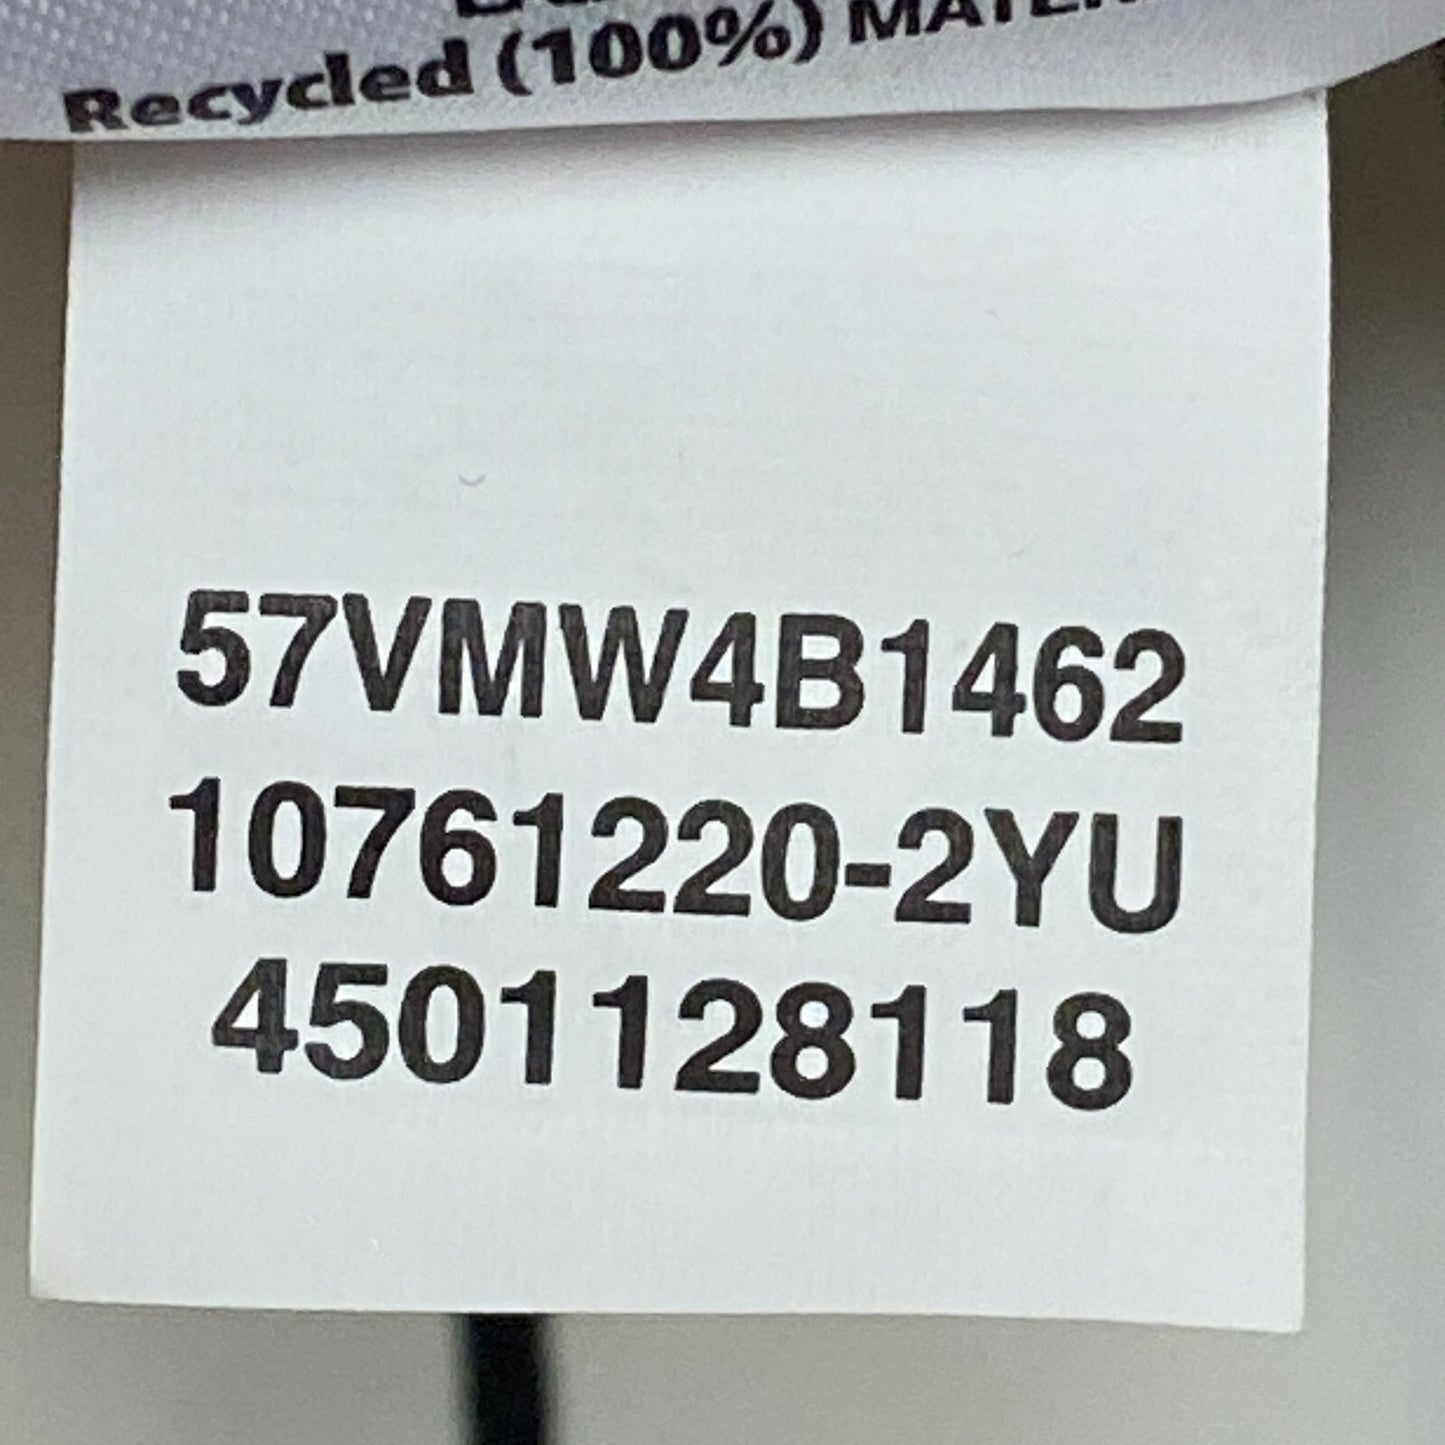 Recycled (100%)
57VMW4B1462
10761220-2YU
4501128118